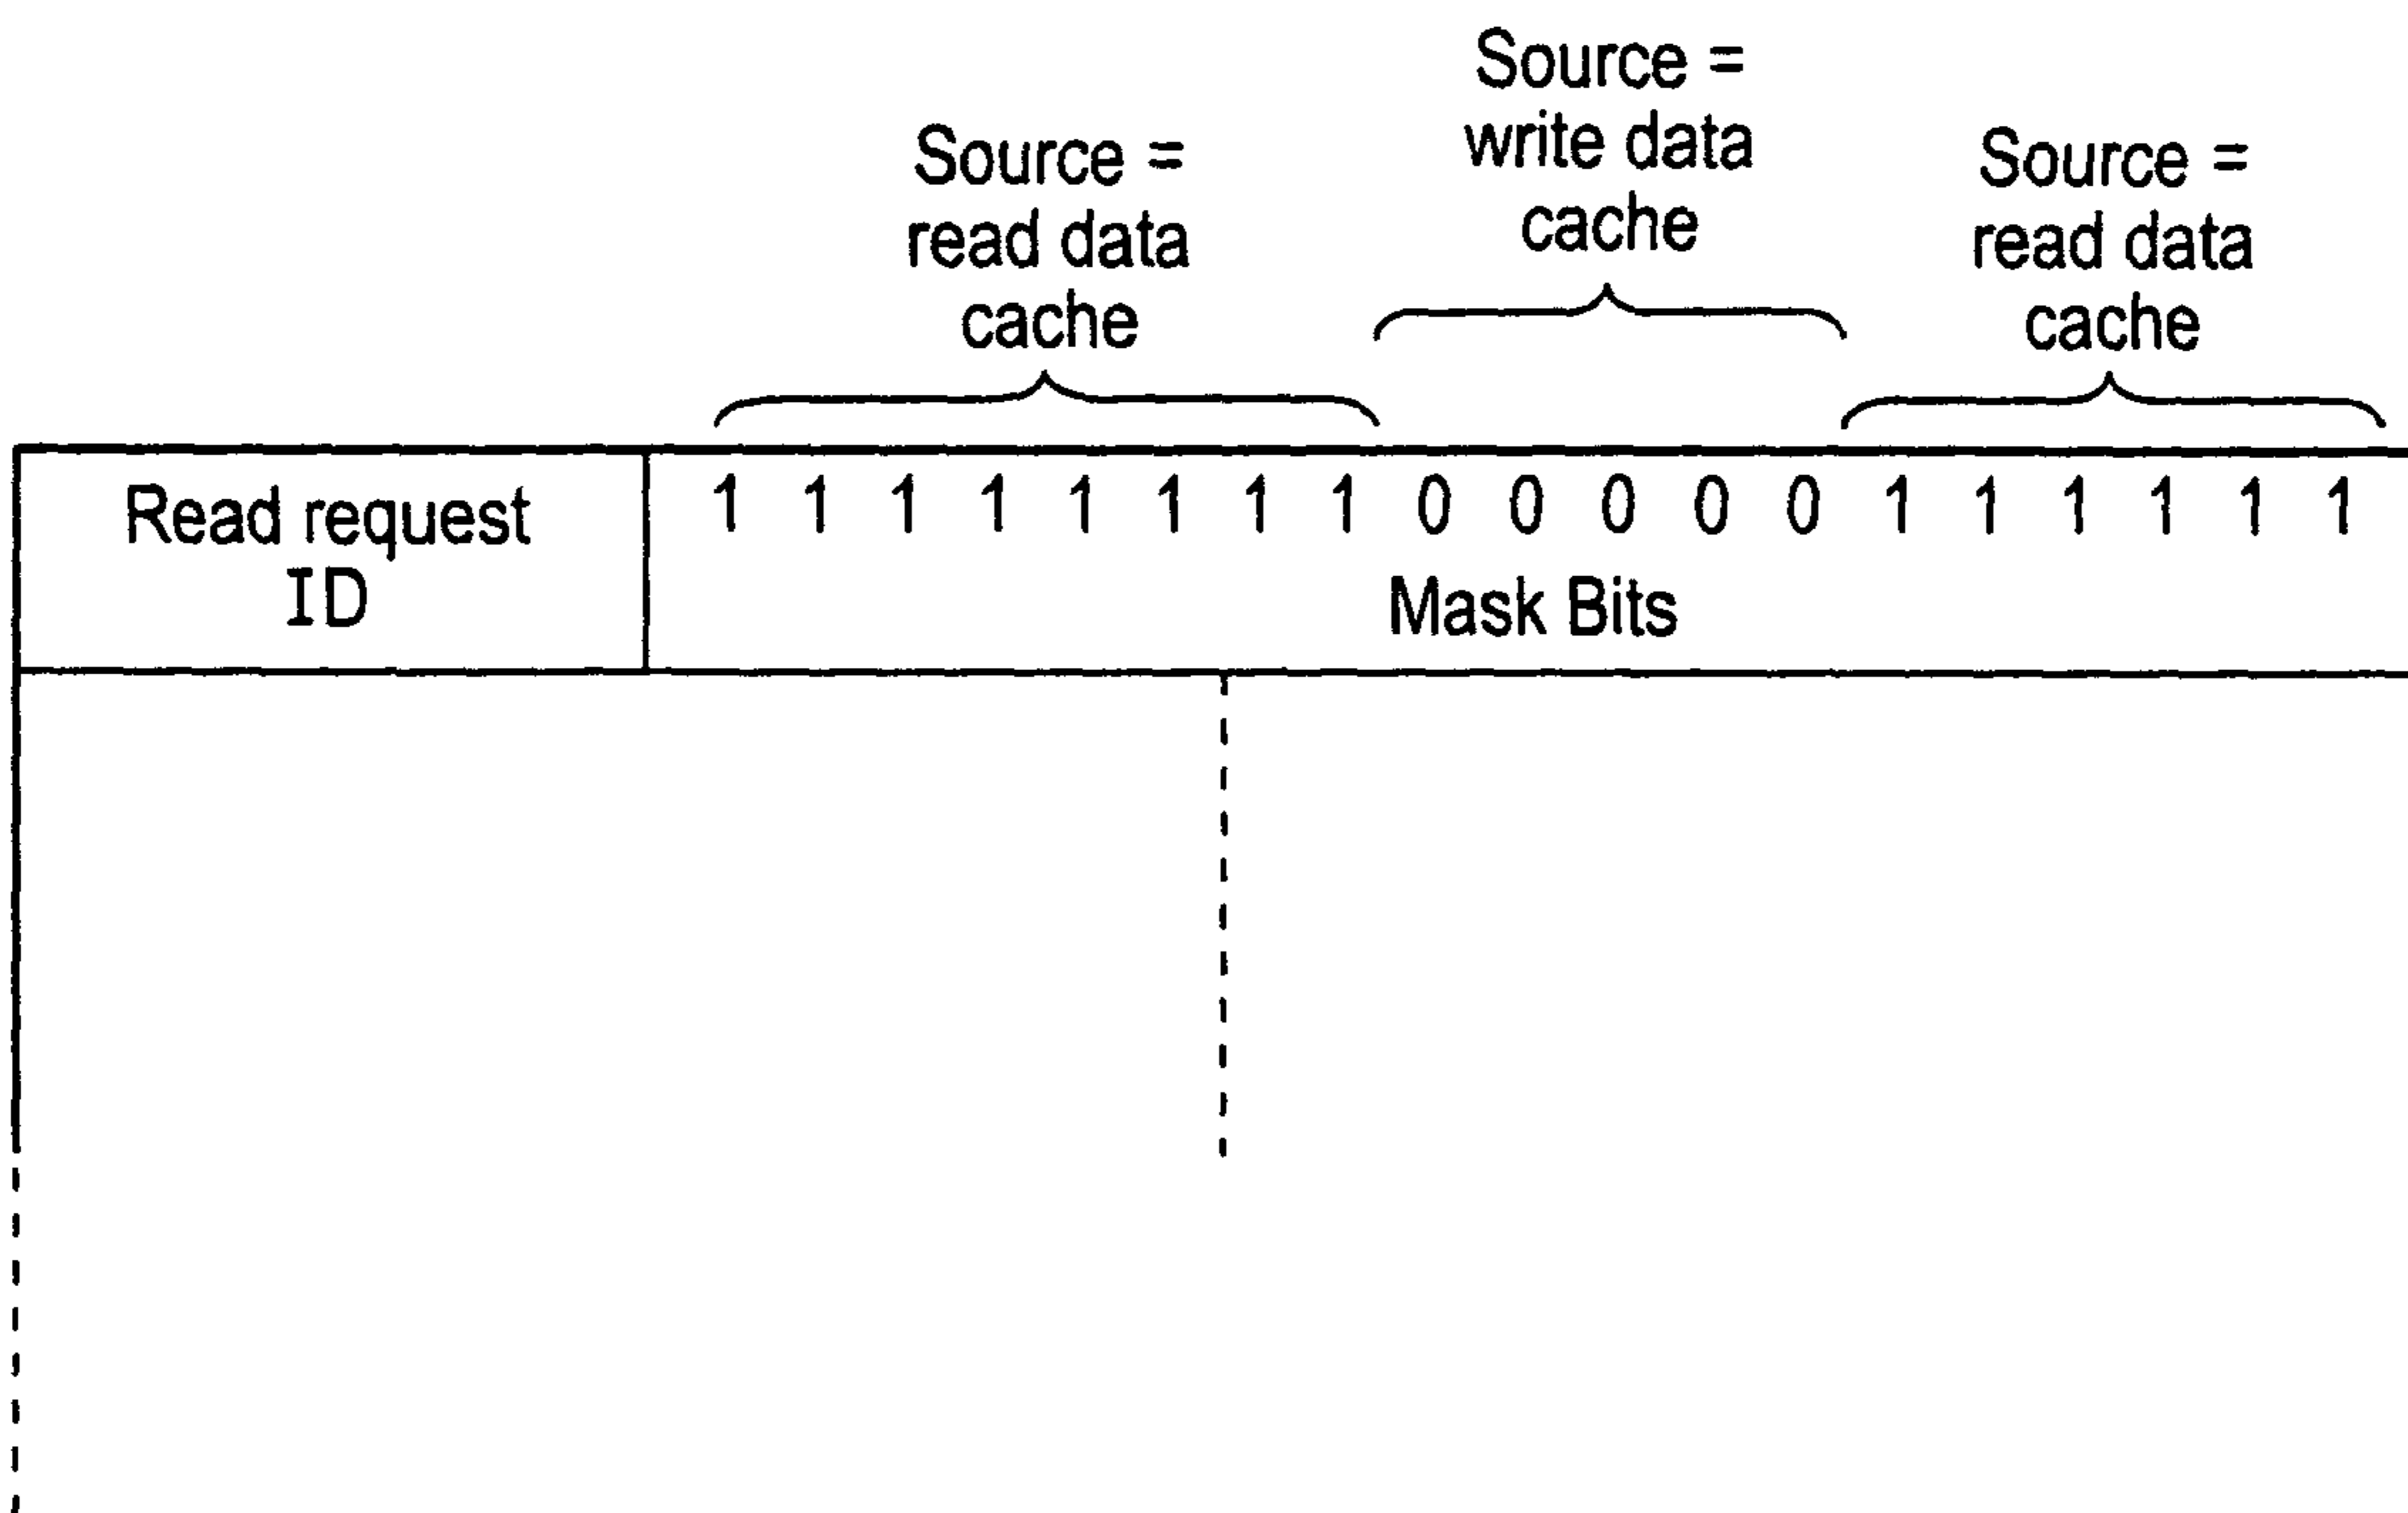 Source =
read data
cache
Source =
write data
cache
Source =
read data
cache
Read request
ID
1 1 1 1 1 1 1 1 0 0 0 0 0 1 1 1 1 1 1
Mask Bits